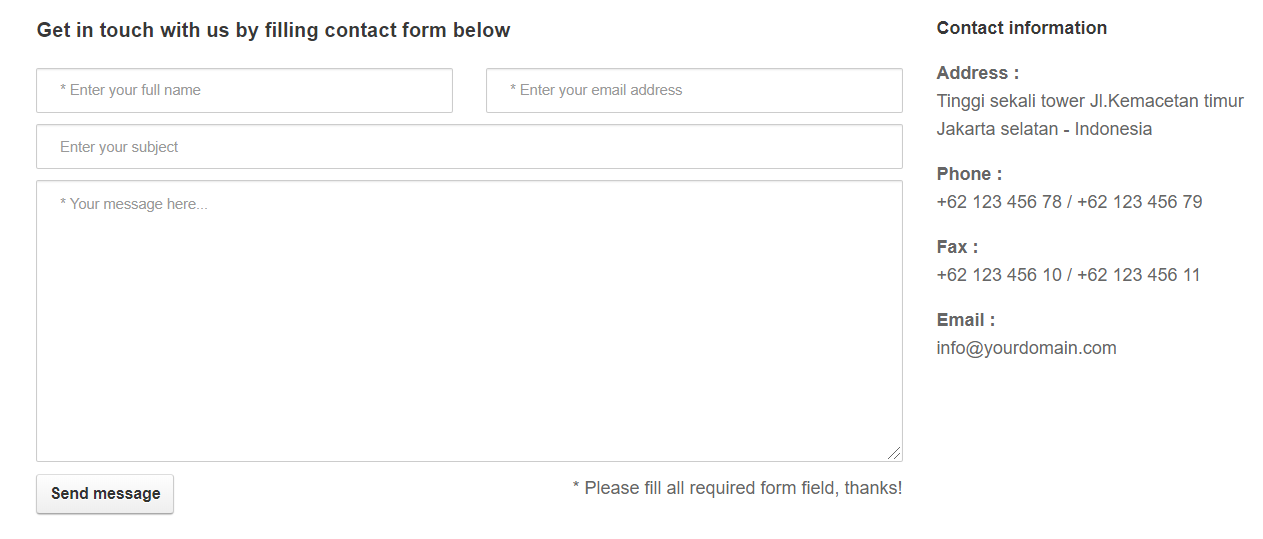 Get in touch with us by filling contact form below
* Enter your full name
* Enter your email address
Enter your subject
* Your message here...
Send message
* Please fill all required form field, thanks!
Contact information
Address :
Tinggi sekali tower Jl.Kemacetan timur
Jakarta selatan - Indonesia
Phone :
+62 123 456 78 / +62 123 456 79
Fax :
+62 123 456 10 / +62 123 456 11
Email :
info@yourdomain.com